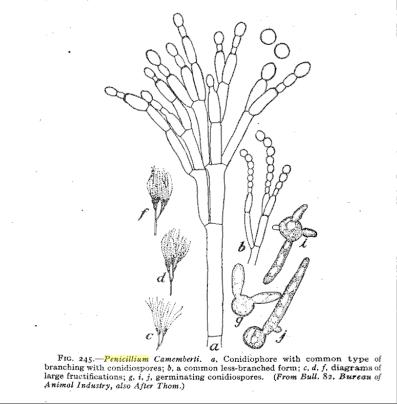 f
d
c
a
b
i
g
j
FIG. 245.—Penicillium Camemberti. a, Conidiophore with common type of
branching with conidiospores; b, a common less-branched form; c, d, f, diagrams of
large fructifications; g, i, j, germinating conidiospores. (From Bull. 82, Bureau of
Animal Industry, also After Thom.)